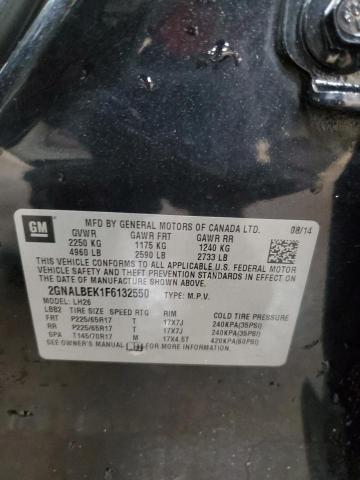 GM
MFD BY GENERAL MOTORS OF CANADA LTD. 08/14
GVWR GAWR FRT GAWR RR
2250 KG 1175 KG 1240 KG
4960 LB 2590 LB 2733 LB
THIS VEHICLE CONFORMS TO ALL APPLICABLE U.S. FEDERAL MOTOR
VEHICLE SAFETY, BUMPER, AND THEFT PREVENTION STANDARDS
IN EFFECT ON THE DATE OF MANUFACTURE SHOWN ABOVE.
2GNALBEK1F6132550 TYPE: M.P.V.
MODEL: LH26
LBB2 TIRE SIZE SPEED RTG RIM COLD TIRE PRESSURE
FRT P225/65R17 T 17X7J 240KPA(35PSI)
RR P225/65R17 T 17X7J 240KPA(35PSI)
SPA T145/70R17 M 17X4.5T 420KPA(60PSI)
SEE OWNER'S MANUAL FOR MORE INFORMATION.